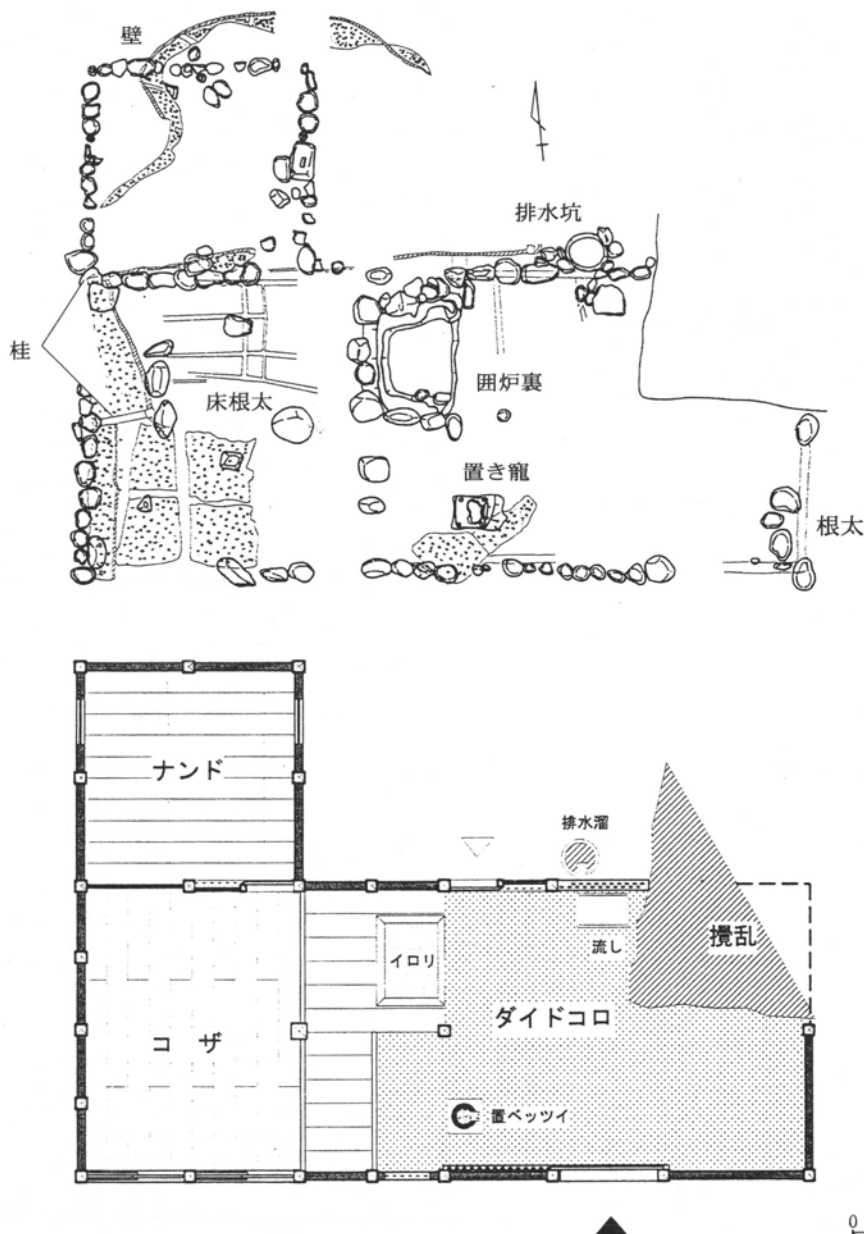 壁
排水坑
桂
囲炉裏
床根太
置き竈
根太
ナンド
排水溜
イロリ
流し
攪乱
ダイドコロ
コ ザ
置ベッツイ
0